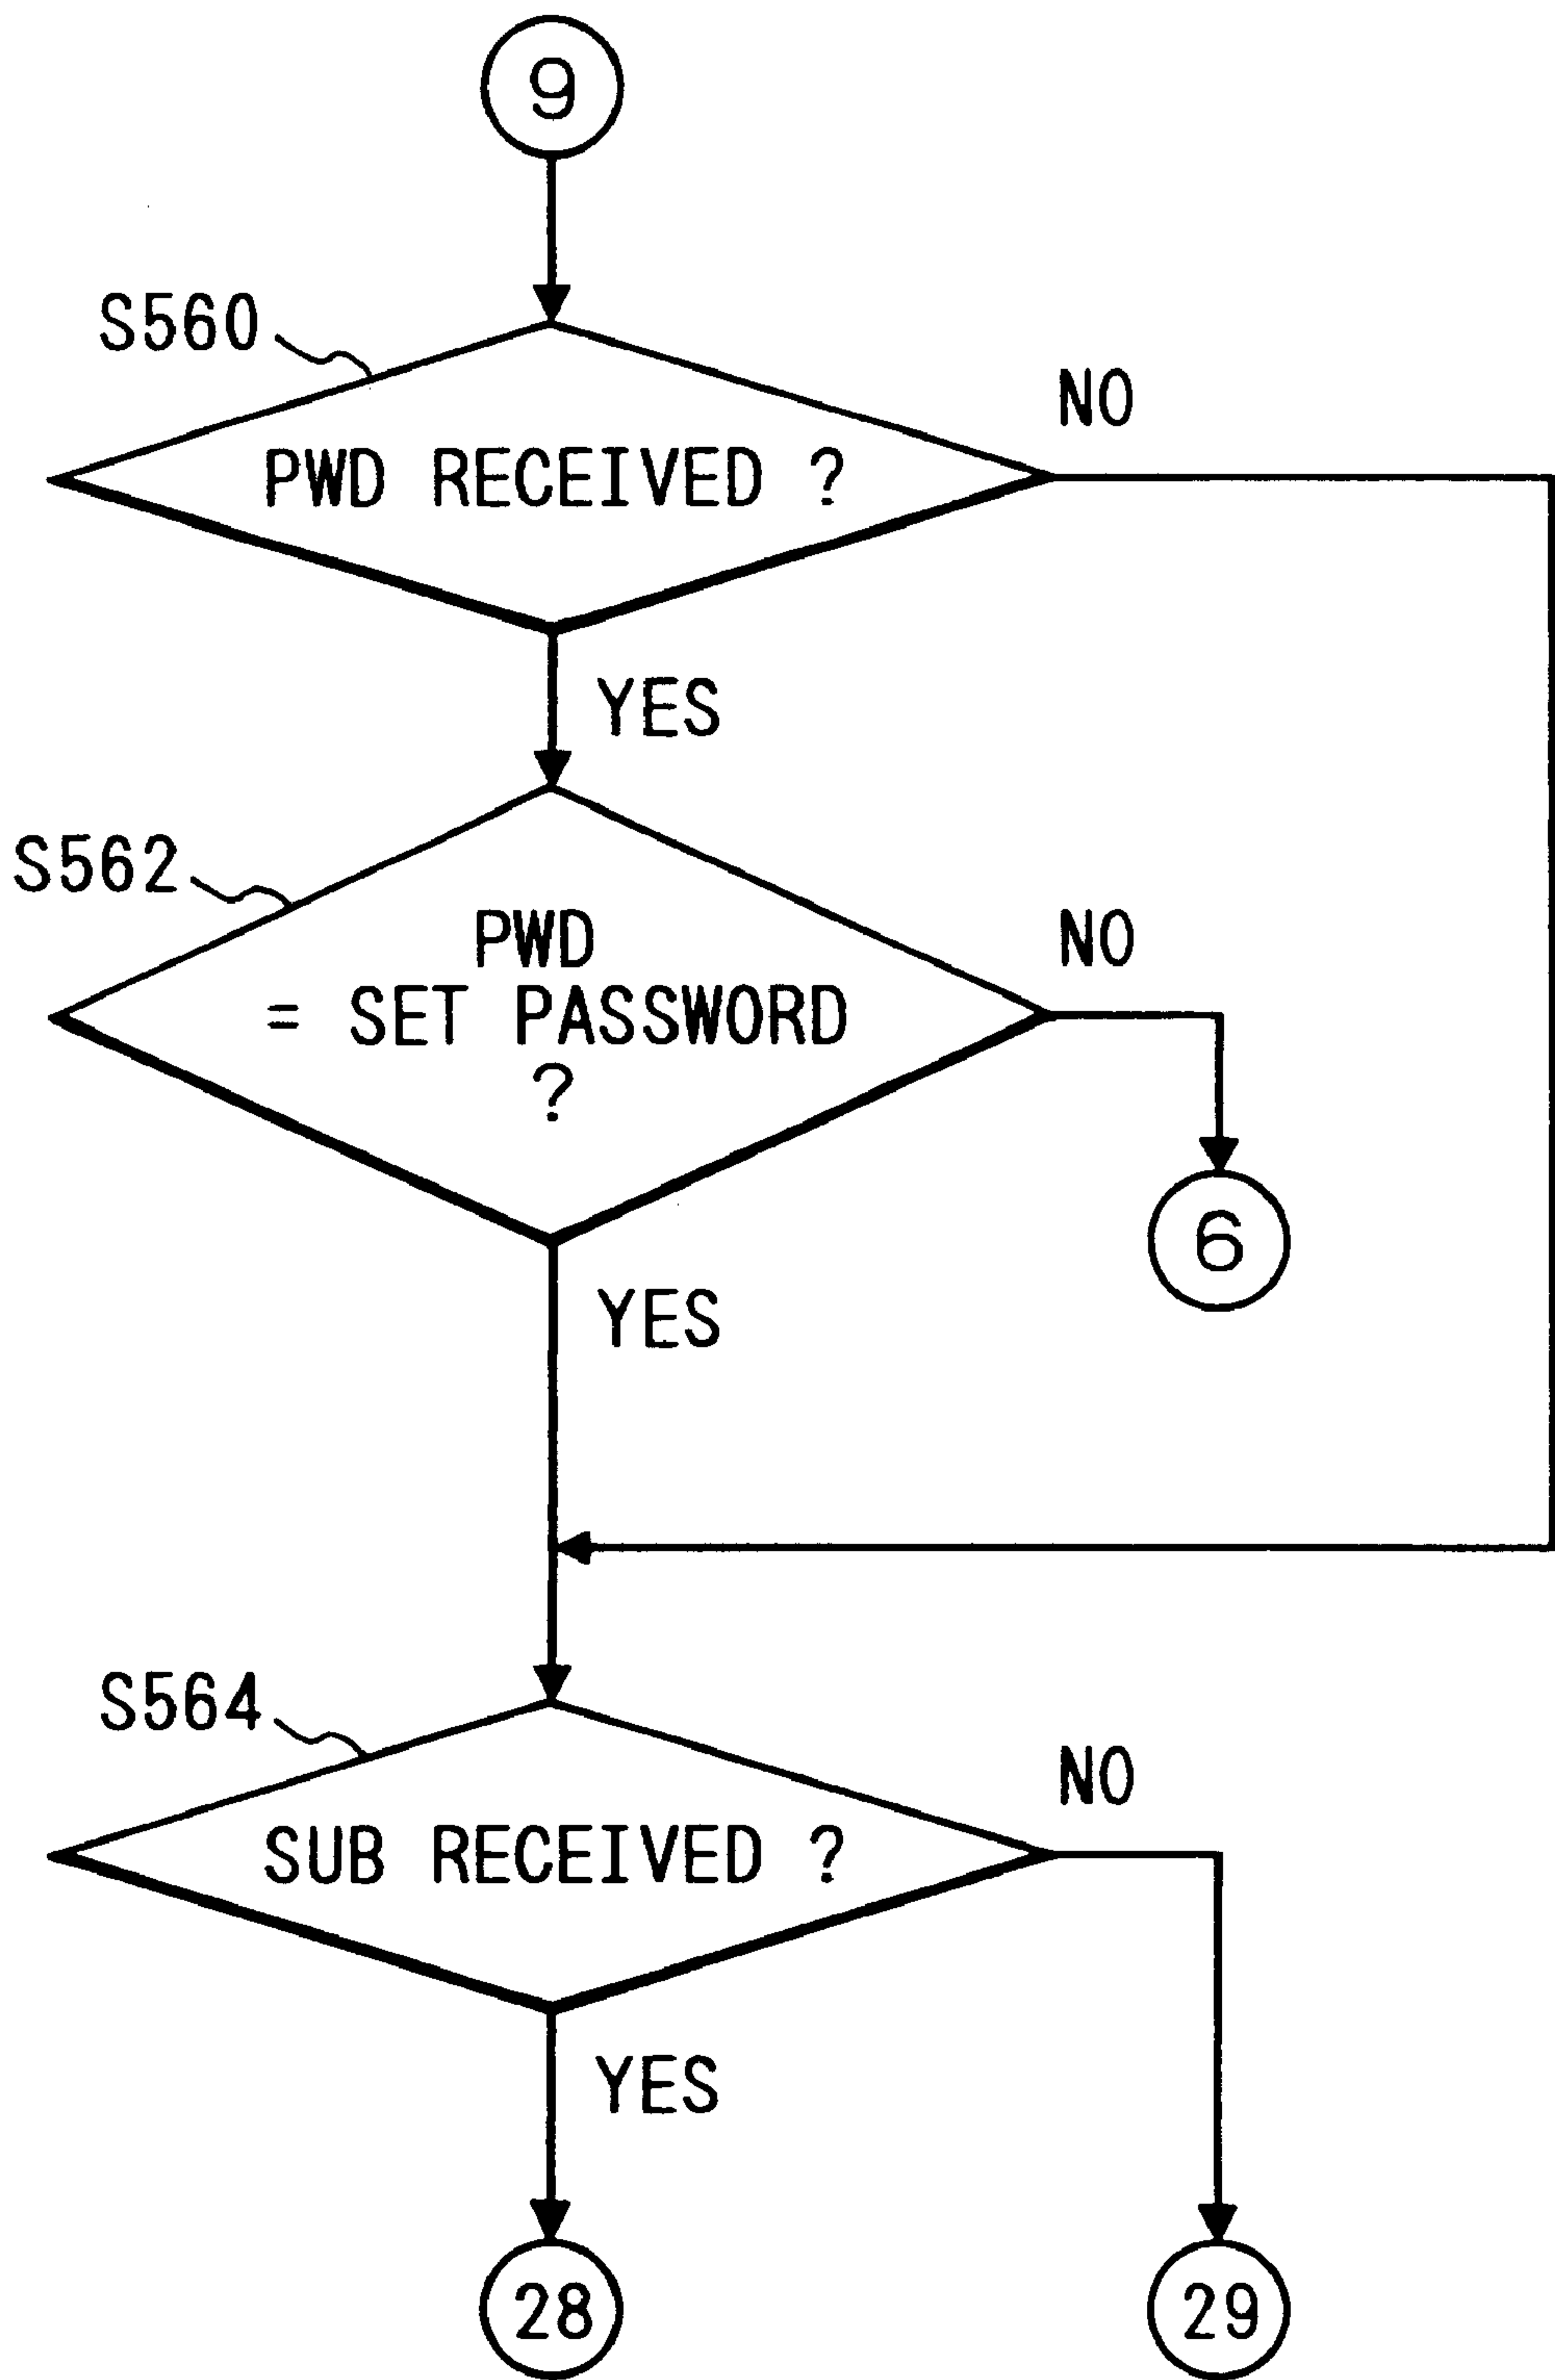 9
S560
NO
PWD RECEIVED ?
YES
S562
PWD
NO
= SET PASSWORD
?
6
YES
S564
NO
SUB RECEIVED ?
YES
28
29